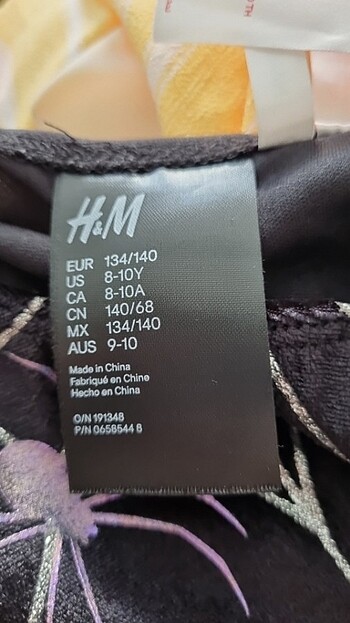 H&M
EUR 134/140
US 8-10Y
CA 8-10A
CN 140/68
MX 134/140
AUS 9-10
Made in China
Fabriqué en Chine
Hecho en China
O/N 191348
P/N 0658544 8